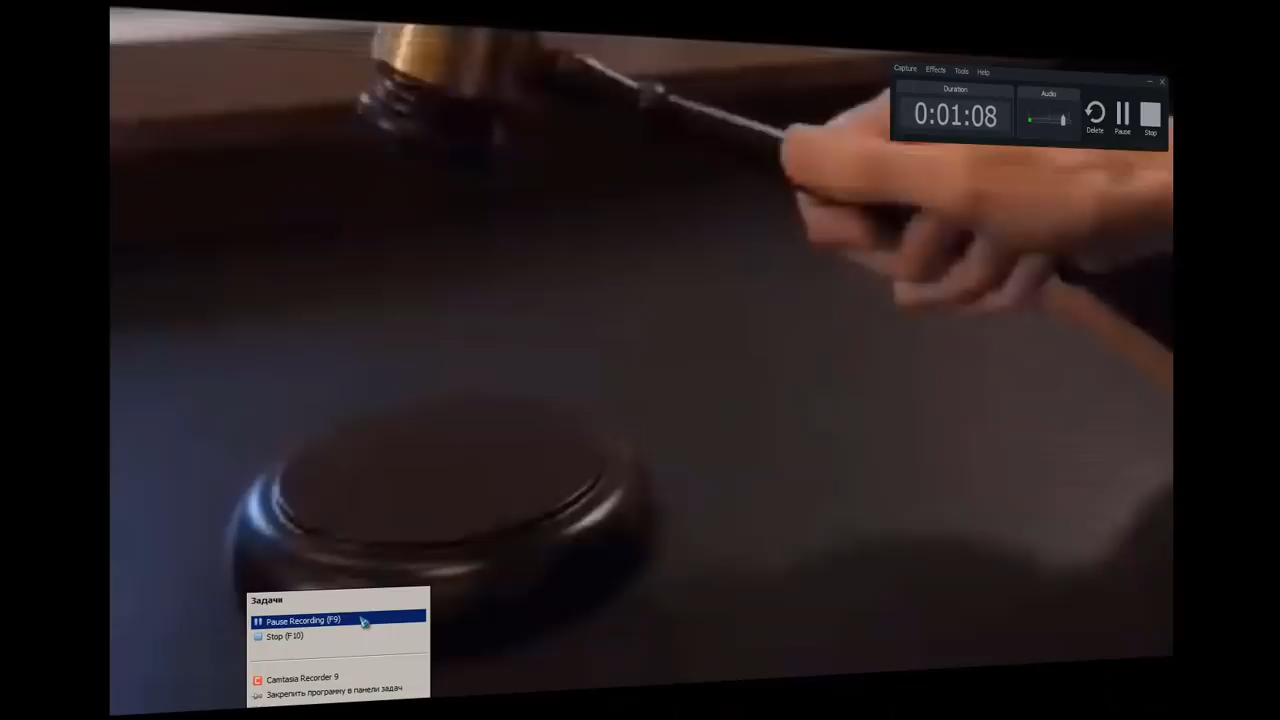 Capture Effects Tools Help
Duration
Audio
0:01:08
Delete
Pause
Stop
Задачи
Pause Recording (F9)
Stop (F10)
Camtasia Recorder 9
Закрепить программу в панели задач